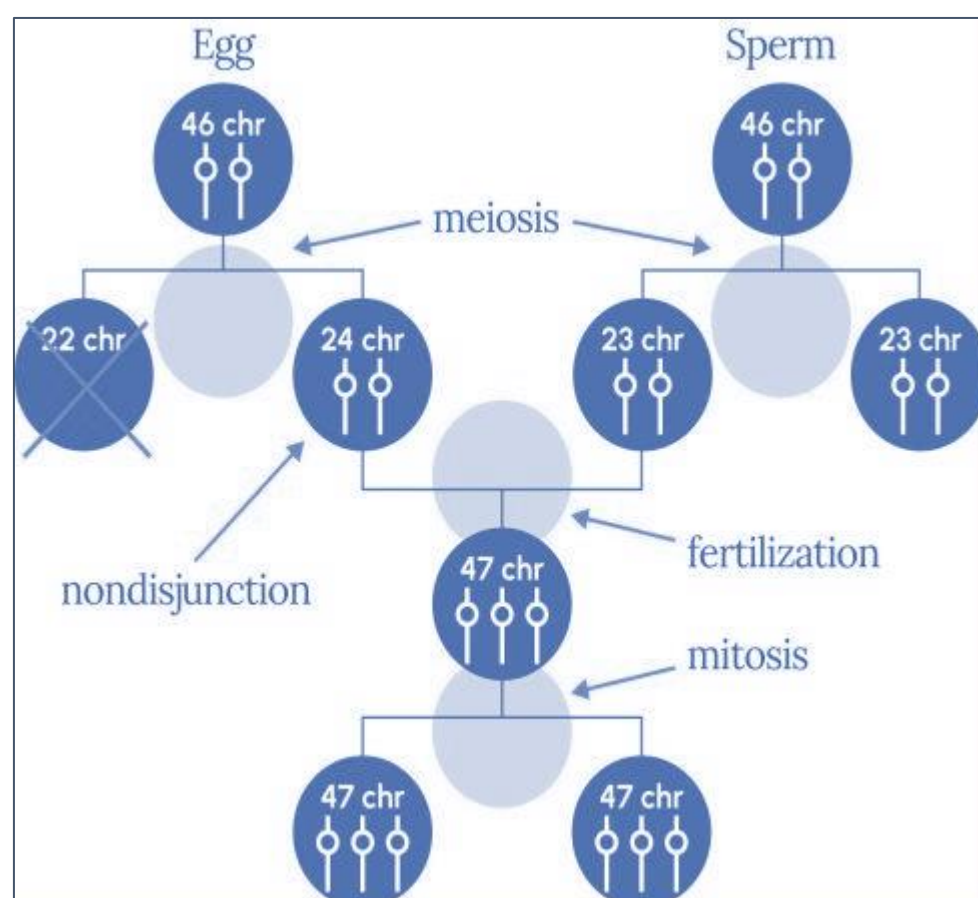 Egg
Sperm
46 chr
46 chr
meiosis
22 chr
24 chr
23 chr
23 chr
nondisjunction
fertilization
47 chr
mitosis
47 chr
47 chr